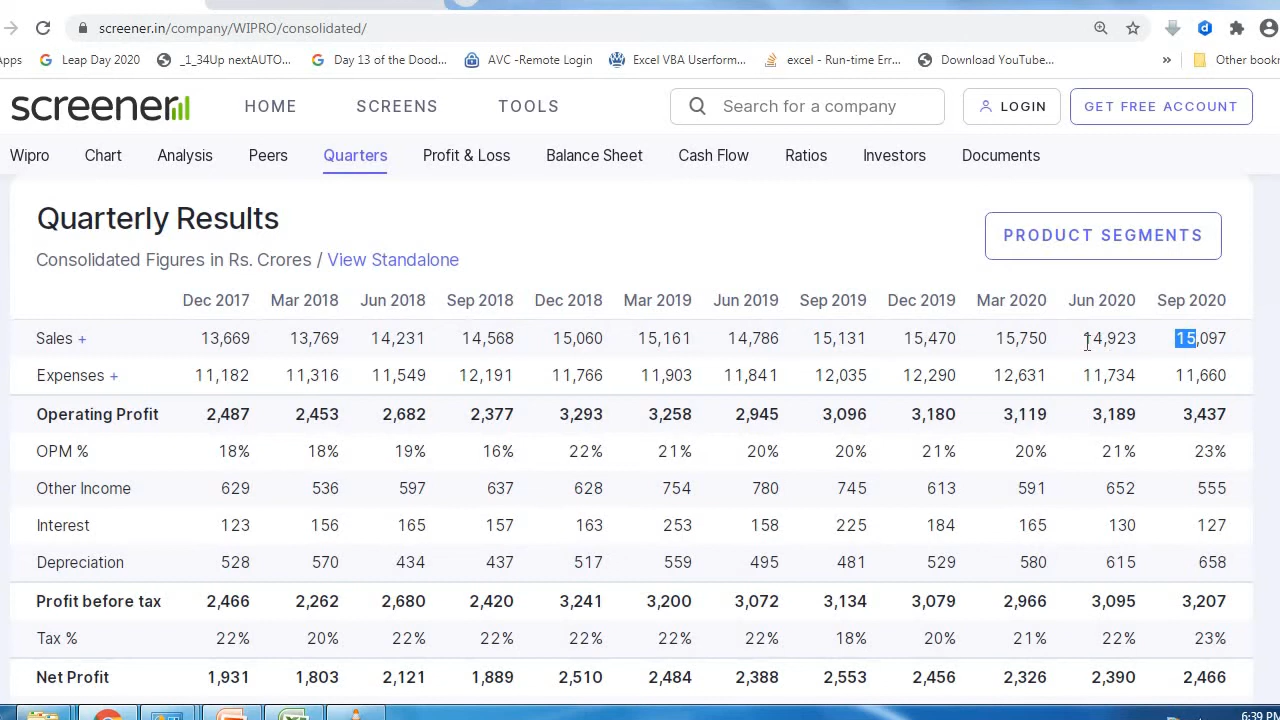 screener.in/company/WIPRO/consolidated/
Apps Leap Day 2020 _1_34Up nextAUTO... Day 13 of the Dood... AVC -Remote Login Excel VBA Userform... excel - Run-time Err... Download YouTube... » Other bookm
screener HOME SCREENS TOOLS Search for a company LOGIN GET FREE ACCOUNT
Wipro Chart Analysis Peers Quarters Profit & Loss Balance Sheet Cash Flow Ratios Investors Documents
Quarterly Results
PRODUCT SEGMENTS
Consolidated Figures in Rs. Crores / View Standalone
Dec 2017 Mar 2018 Jun 2018 Sep 2018 Dec 2018 Mar 2019 Jun 2019 Sep 2019 Dec 2019 Mar 2020 Jun 2020 Sep 2020
Sales + 13,669 13,769 14,231 14,568 15,060 15,161 14,786 15,131 15,470 15,750 14,923 15,097
Expenses + 11,182 11,316 11,549 12,191 11,766 11,903 11,841 12,035 12,290 12,631 11,734 11,660
Operating Profit 2,487 2,453 2,682 2,377 3,293 3,258 2,945 3,096 3,180 3,119 3,189 3,437
OPM % 18% 18% 19% 16% 22% 21% 20% 20% 21% 20% 21% 23%
Other Income 629 536 597 637 628 754 780 745 613 591 652 555
Interest 123 156 165 157 163 253 158 225 184 165 130 127
Depreciation 528 570 434 437 517 559 495 481 529 580 615 658
Profit before tax 2,466 2,262 2,680 2,420 3,241 3,200 3,072 3,134 3,079 2,966 3,095 3,207
Tax % 22% 20% 22% 22% 22% 22% 22% 18% 20% 21% 22% 23%
Net Profit 1,931 1,803 2,121 1,889 2,510 2,484 2,388 2,553 2,456 2,326 2,390 2,466
6:39 PM